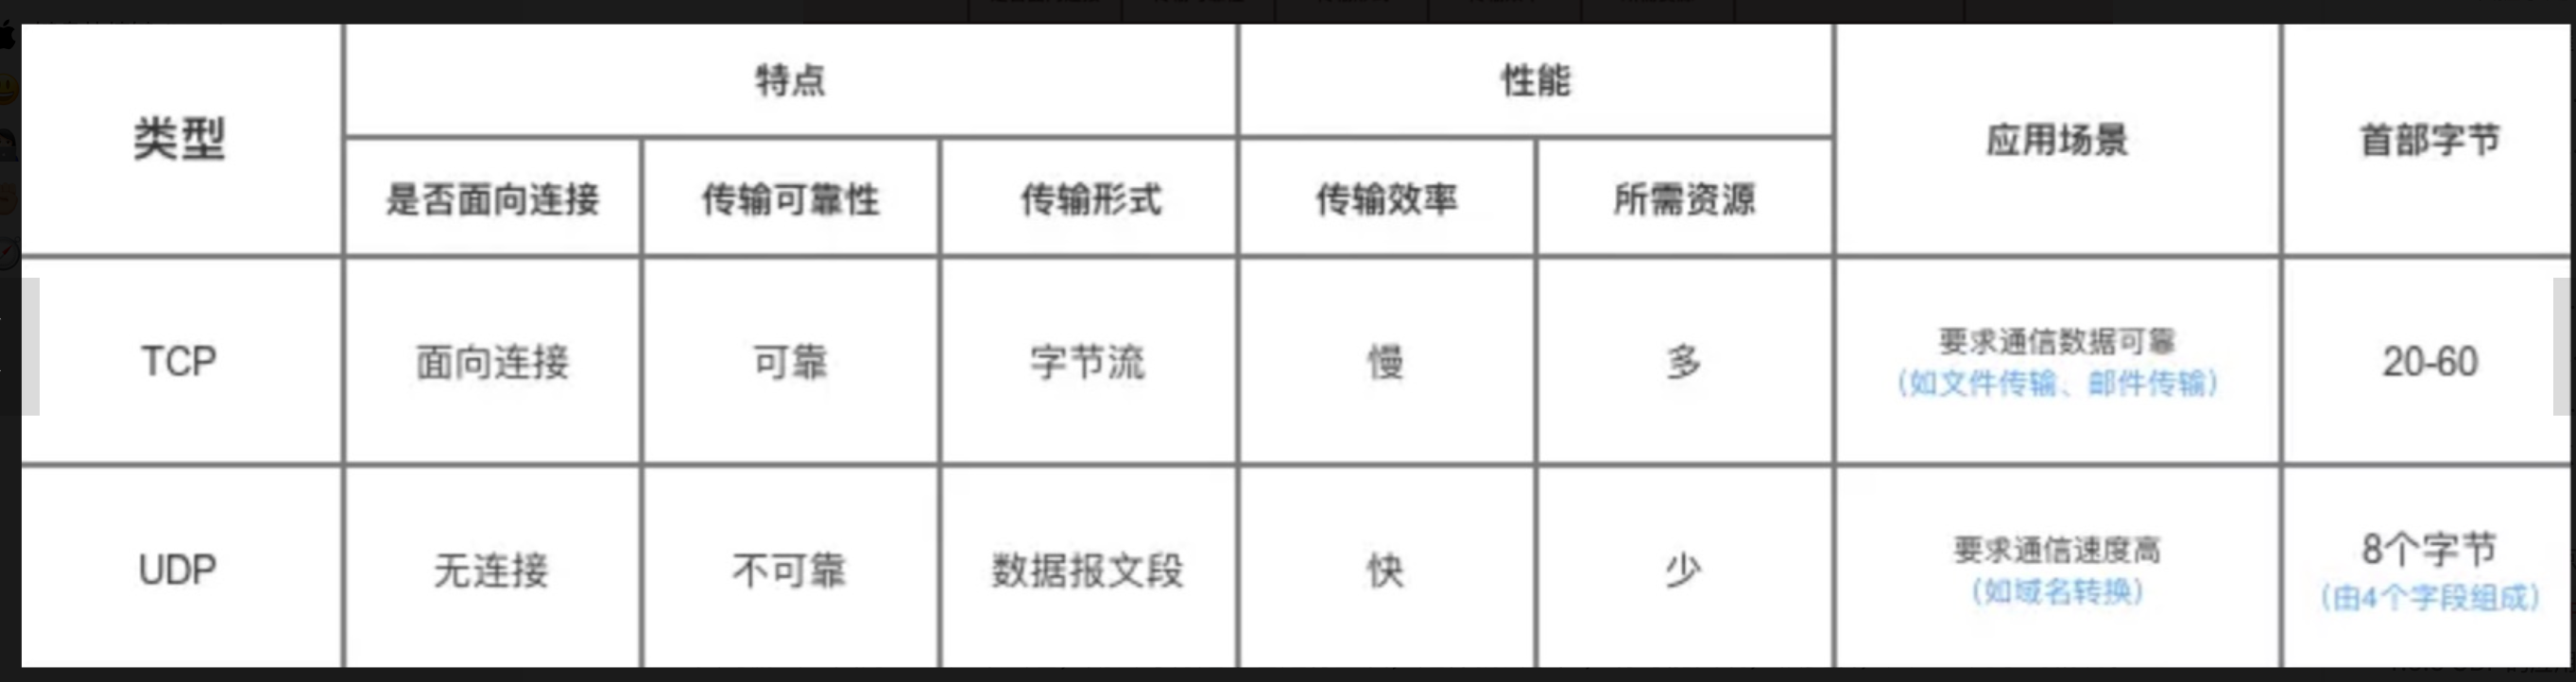 类型
特点
性能
应用场景
首部字节
是否面向连接
传输可靠性
传输形式
传输效率
所需资源
TCP
面向连接
可靠
字节流
慢
多
要求通信数据可靠
（如文件传输、邮件传输）
20-60
UDP
无连接
不可靠
数据报文段
快
少
要求通信速度高
（如域名转换）
8个字节
（由4个字段组成）